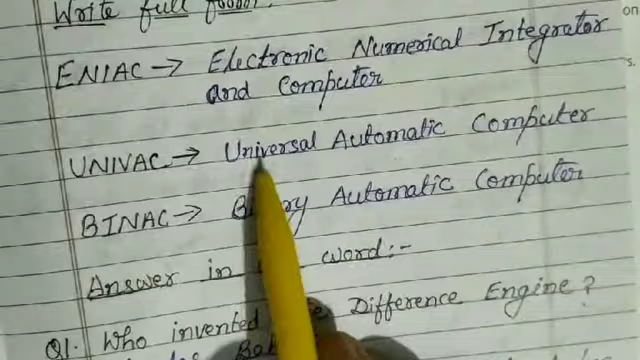 Write full
ENIAC → Electronic Numerical Integrator
and Computer
UNIVAC → Universal Automatic Computer
BINAC → Automatic Computer
Answer in word:-
Q1. Who invented Difference Engine?
on
s.